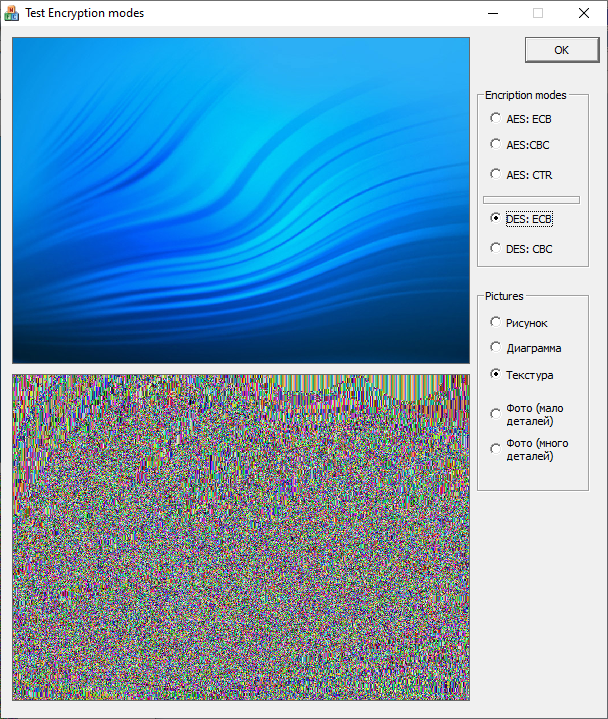 Test Encryption modes
OK
Encription modes
AES: ECB
AES:CBC
AES: CTR
DES: ECB
DES: CBC
Pictures
Рисунок
Диаграмма
Текстура
Фото (мало
деталей)
Фото (много
деталей)